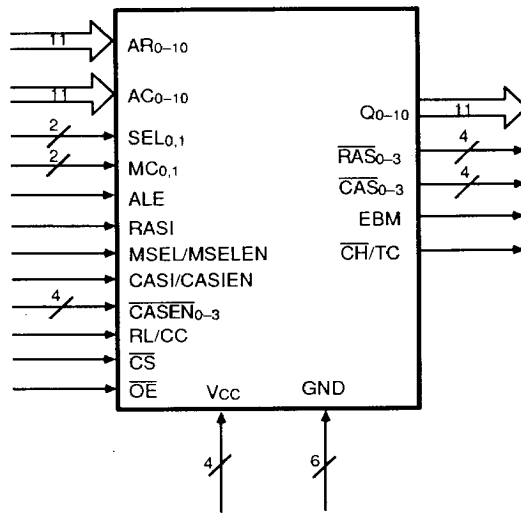 11
AR0–10
11
AC0–10
2
SEL0,1
2
MC0,1
ALE
RASI
MSEL/MSELEN
CASI/CASIEN
4
CASEN0–3
RL/CC
CS
OE
VCC
GND
Q0–10
11
RAS0–3
4
CAS0–3
4
EBM
CH/TC
4
6